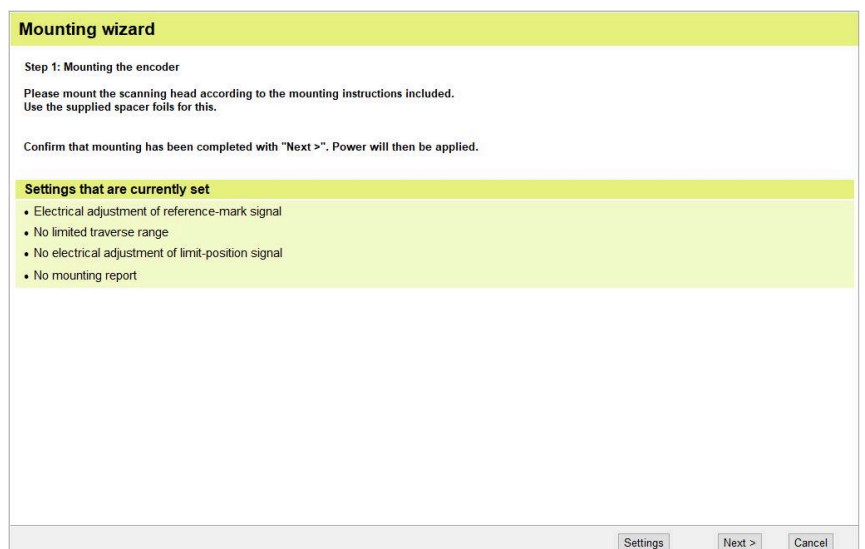 Mounting wizard
Step 1: Mounting the encoder
Please mount the scanning head according to the mounting instructions included.
Use the supplied spacer foils for this.
Confirm that mounting has been completed with "Next >". Power will then be applied.
Settings that are currently set
• Electrical adjustment of reference-mark signal
• No limited traverse range
• No electrical adjustment of limit-position signal
• No mounting report
Settings Next > Cancel